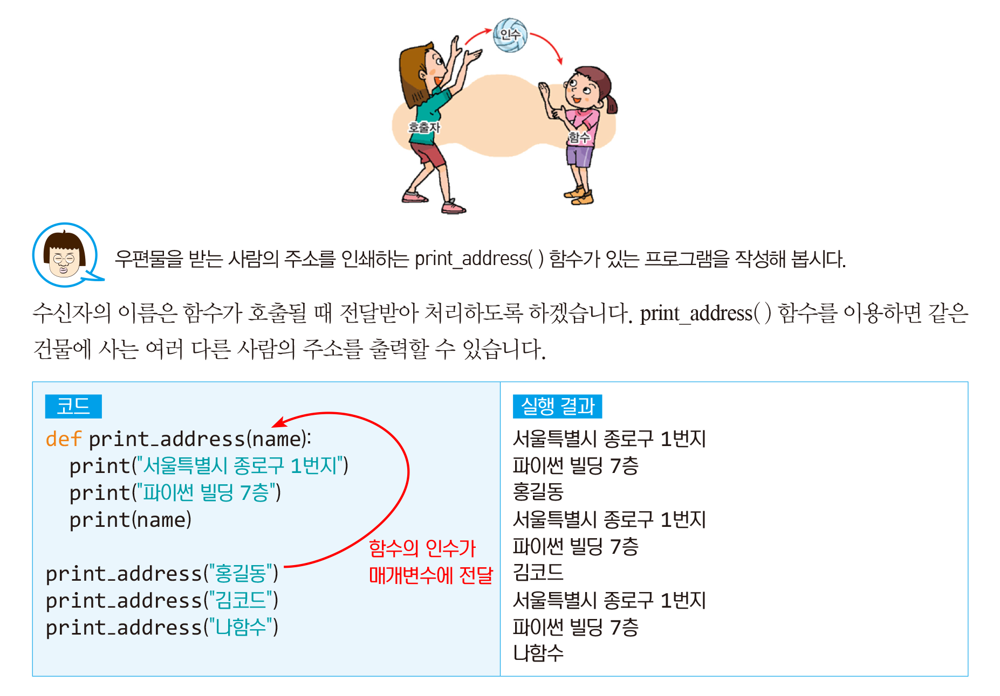 인수
호출자
함수
우편물을 받는 사람의 주소를 인쇄하는 print_address( ) 함수가 있는 프로그램을 작성해 봅시다.
수신자의 이름은 함수가 호출될 때 전달받아 처리하도록 하겠습니다. print_address( ) 함수를 이용하면 같은
건물에 사는 여러 다른 사람의 주소를 출력할 수 있습니다.
코드
def print_address(name):
print("서울특별시 종로구 1번지")
print("파이썬 빌딩 7층")
print(name)
함수의 인수가
매개변수에 전달
print_address("홍길동")
print_address("김코드")
print_address("나함수")
실행 결과
서울특별시 종로구 1번지
파이썬 빌딩 7층
홍길동
서울특별시 종로구 1번지
파이썬 빌딩 7층
김코드
서울특별시 종로구 1번지
파이썬 빌딩 7층
나함수